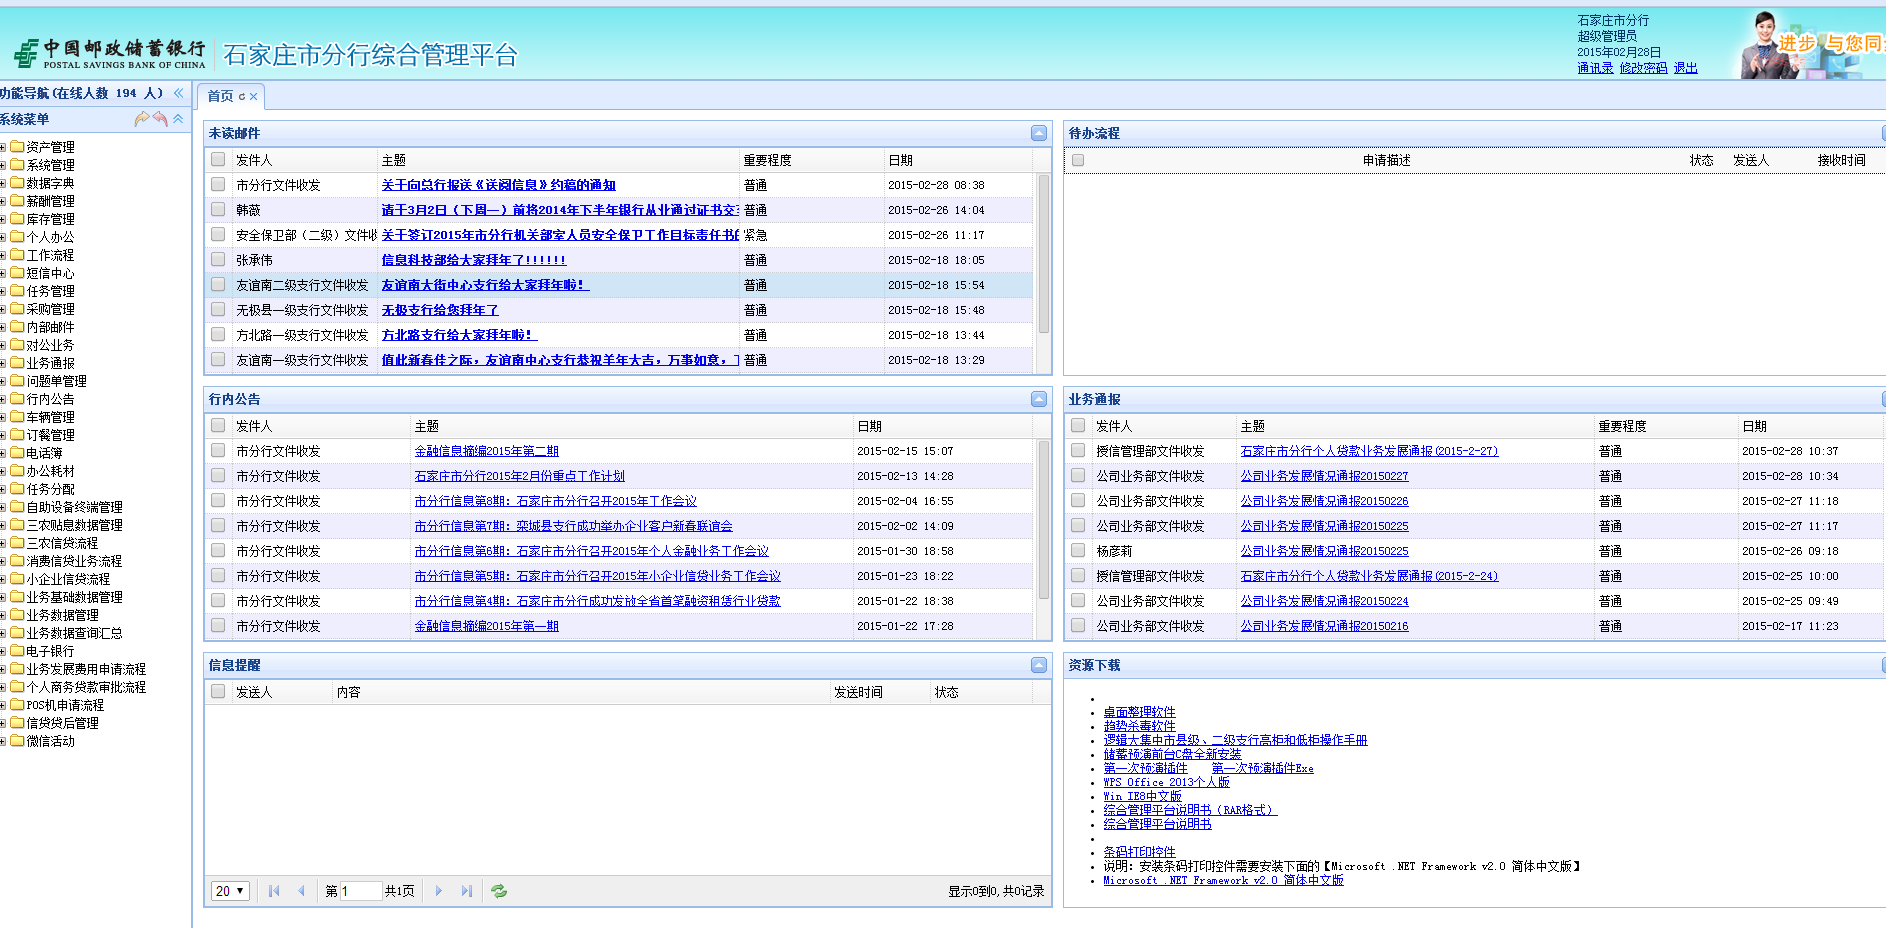 中国邮政储蓄银行
POSTAL SAVINGS BANK OF CHINA
石家庄市分行综合管理平台
石家庄市分行
超级管理员
2015年02月28日
通讯录 修改密码 退出
进步 与您同
功能导航(在线人数 194 人)
系统菜单
资产管理
系统管理
数据字典
薪酬管理
库存管理
个人办公
工作流程
短信中心
任务管理
采购管理
内部邮件
对公业务
业务通报
问题单管理
行内公告
车辆管理
订餐管理
电话簿
办公耗材
任务分配
自助设备终端管理
三农贴息数据管理
三农信贷流程
消费信贷业务流程
小企业信贷流程
业务基础数据管理
业务数据管理
业务数据查询汇总
电子银行
业务发展费用申请流程
个人商务贷款审批流程
POS机申请流程
信贷贷后管理
微信活动
首页
未读邮件
发件人 主题 重要程度 日期
市分行文件收发 关于向总行报送《送阅信息》约稿的通知 普通 2015-02-28 08:38
韩薇 请于3月2日（下周一）前将2014年下半年银行从业通过证书交 普通 2015-02-26 14:04
安全保卫部（二级）文件收 关于签订2015年市分行机关部室人员安全保卫工作目标责任书的 紧急 2015-02-26 11:17
张承伟 信息科技部给大家拜年了!!!!!! 普通 2015-02-18 18:05
友谊南二级支行文件收发 友谊南大街中心支行给大家拜年啦！ 普通 2015-02-18 15:54
无极县一级支行文件收发 无极支行给您拜年了 普通 2015-02-18 15:48
方北路一级支行文件收发 方北路支行给大家拜年啦！ 普通 2015-02-18 13:44
友谊南一级支行文件收发 值此新春佳之际，友谊南中心支行恭祝羊年大吉，万事如意， 普通 2015-02-18 13:29
待办流程
申请描述 状态 发送人 接收时间
行内公告
发件人 主题 日期
市分行文件收发 金融信息摘编2015年第二期 2015-02-15 15:07
市分行文件收发 石家庄市分行2015年2月份重点工作计划 2015-02-13 14:28
市分行文件收发 市分行信息第8期：石家庄市分行召开2015年工作会议 2015-02-04 16:55
市分行文件收发 市分行信息第7期：栾城县支行成功举办企业客户新春联谊会 2015-02-02 14:09
市分行文件收发 市分行信息第6期：石家庄市分行召开2015年个人金融业务工作会议 2015-01-30 18:58
市分行文件收发 市分行信息第5期：石家庄市分行召开2015年小企业信贷业务工作会议 2015-01-23 18:22
市分行文件收发 市分行信息第4期：石家庄市分行成功发放全省首笔融资租赁行业贷款 2015-01-22 18:38
市分行文件收发 金融信息摘编2015年第一期 2015-01-22 17:28
业务通报
发件人 主题 重要程度 日期
授信管理部文件收发 石家庄市分行个人贷款业务发展通报(2015-2-27) 普通 2015-02-28 10:37
公司业务部文件收发 公司业务发展情况通报20150227 普通 2015-02-28 10:34
公司业务部文件收发 公司业务发展情况通报20150226 普通 2015-02-27 11:18
公司业务部文件收发 公司业务发展情况通报20150225 普通 2015-02-27 11:17
杨彦莉 公司业务发展情况通报20150225 普通 2015-02-26 09:18
授信管理部文件收发 石家庄市分行个人贷款业务发展通报(2015-2-24) 普通 2015-02-25 10:00
公司业务部文件收发 公司业务发展情况通报20150224 普通 2015-02-25 09:49
公司业务部文件收发 公司业务发展情况通报20150216 普通 2015-02-17 11:23
信息提醒
发送人 内容 发送时间 状态
20 第 1 共1页 显示0到0,共0记录
资源下载
桌面整理软件
趋势杀毒软件
逻辑大集中市县级、二级支行高柜和低柜操作手册
储蓄预演前台C盘全新安装
第一次预演插件 第一次预演插件Exe
WPS Office 2013个人版
Win IE8中文版
综合管理平台说明书（RAR格式）
综合管理平台说明书
条码打印控件
说明：安装条码打印控件需要安装下面的【Microsoft .NET Framework v2.0 简体中文版】
Microsoft .NET Framework v2.0 简体中文版